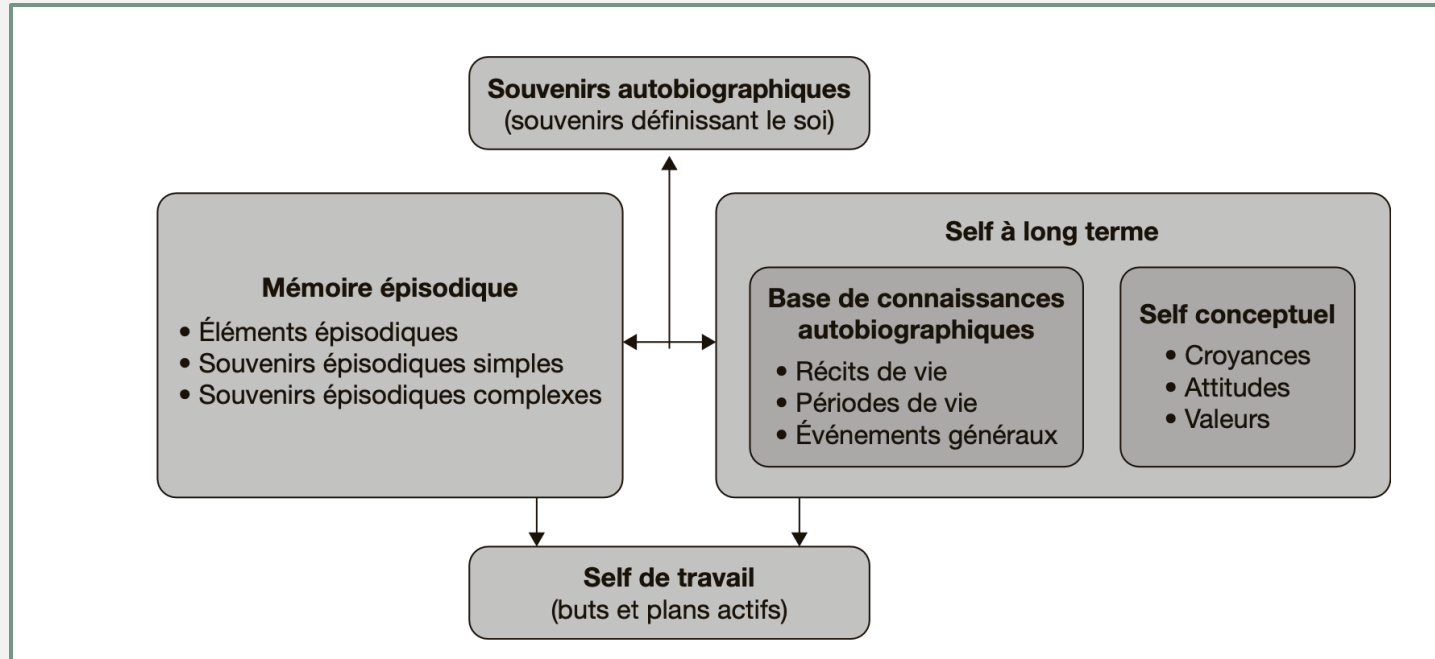 Souvenirs autobiographiques
(souvenirs définissant le soi)
Mémoire épisodique
• Éléments épisodiques
• Souvenirs épisodiques simples
• Souvenirs épisodiques complexes
Self à long terme
Base de connaissances
autobiographiques
• Récits de vie
• Périodes de vie
• Événements généraux
Self conceptuel
• Croyances
• Attitudes
• Valeurs
Self de travail
(buts et plans actifs)